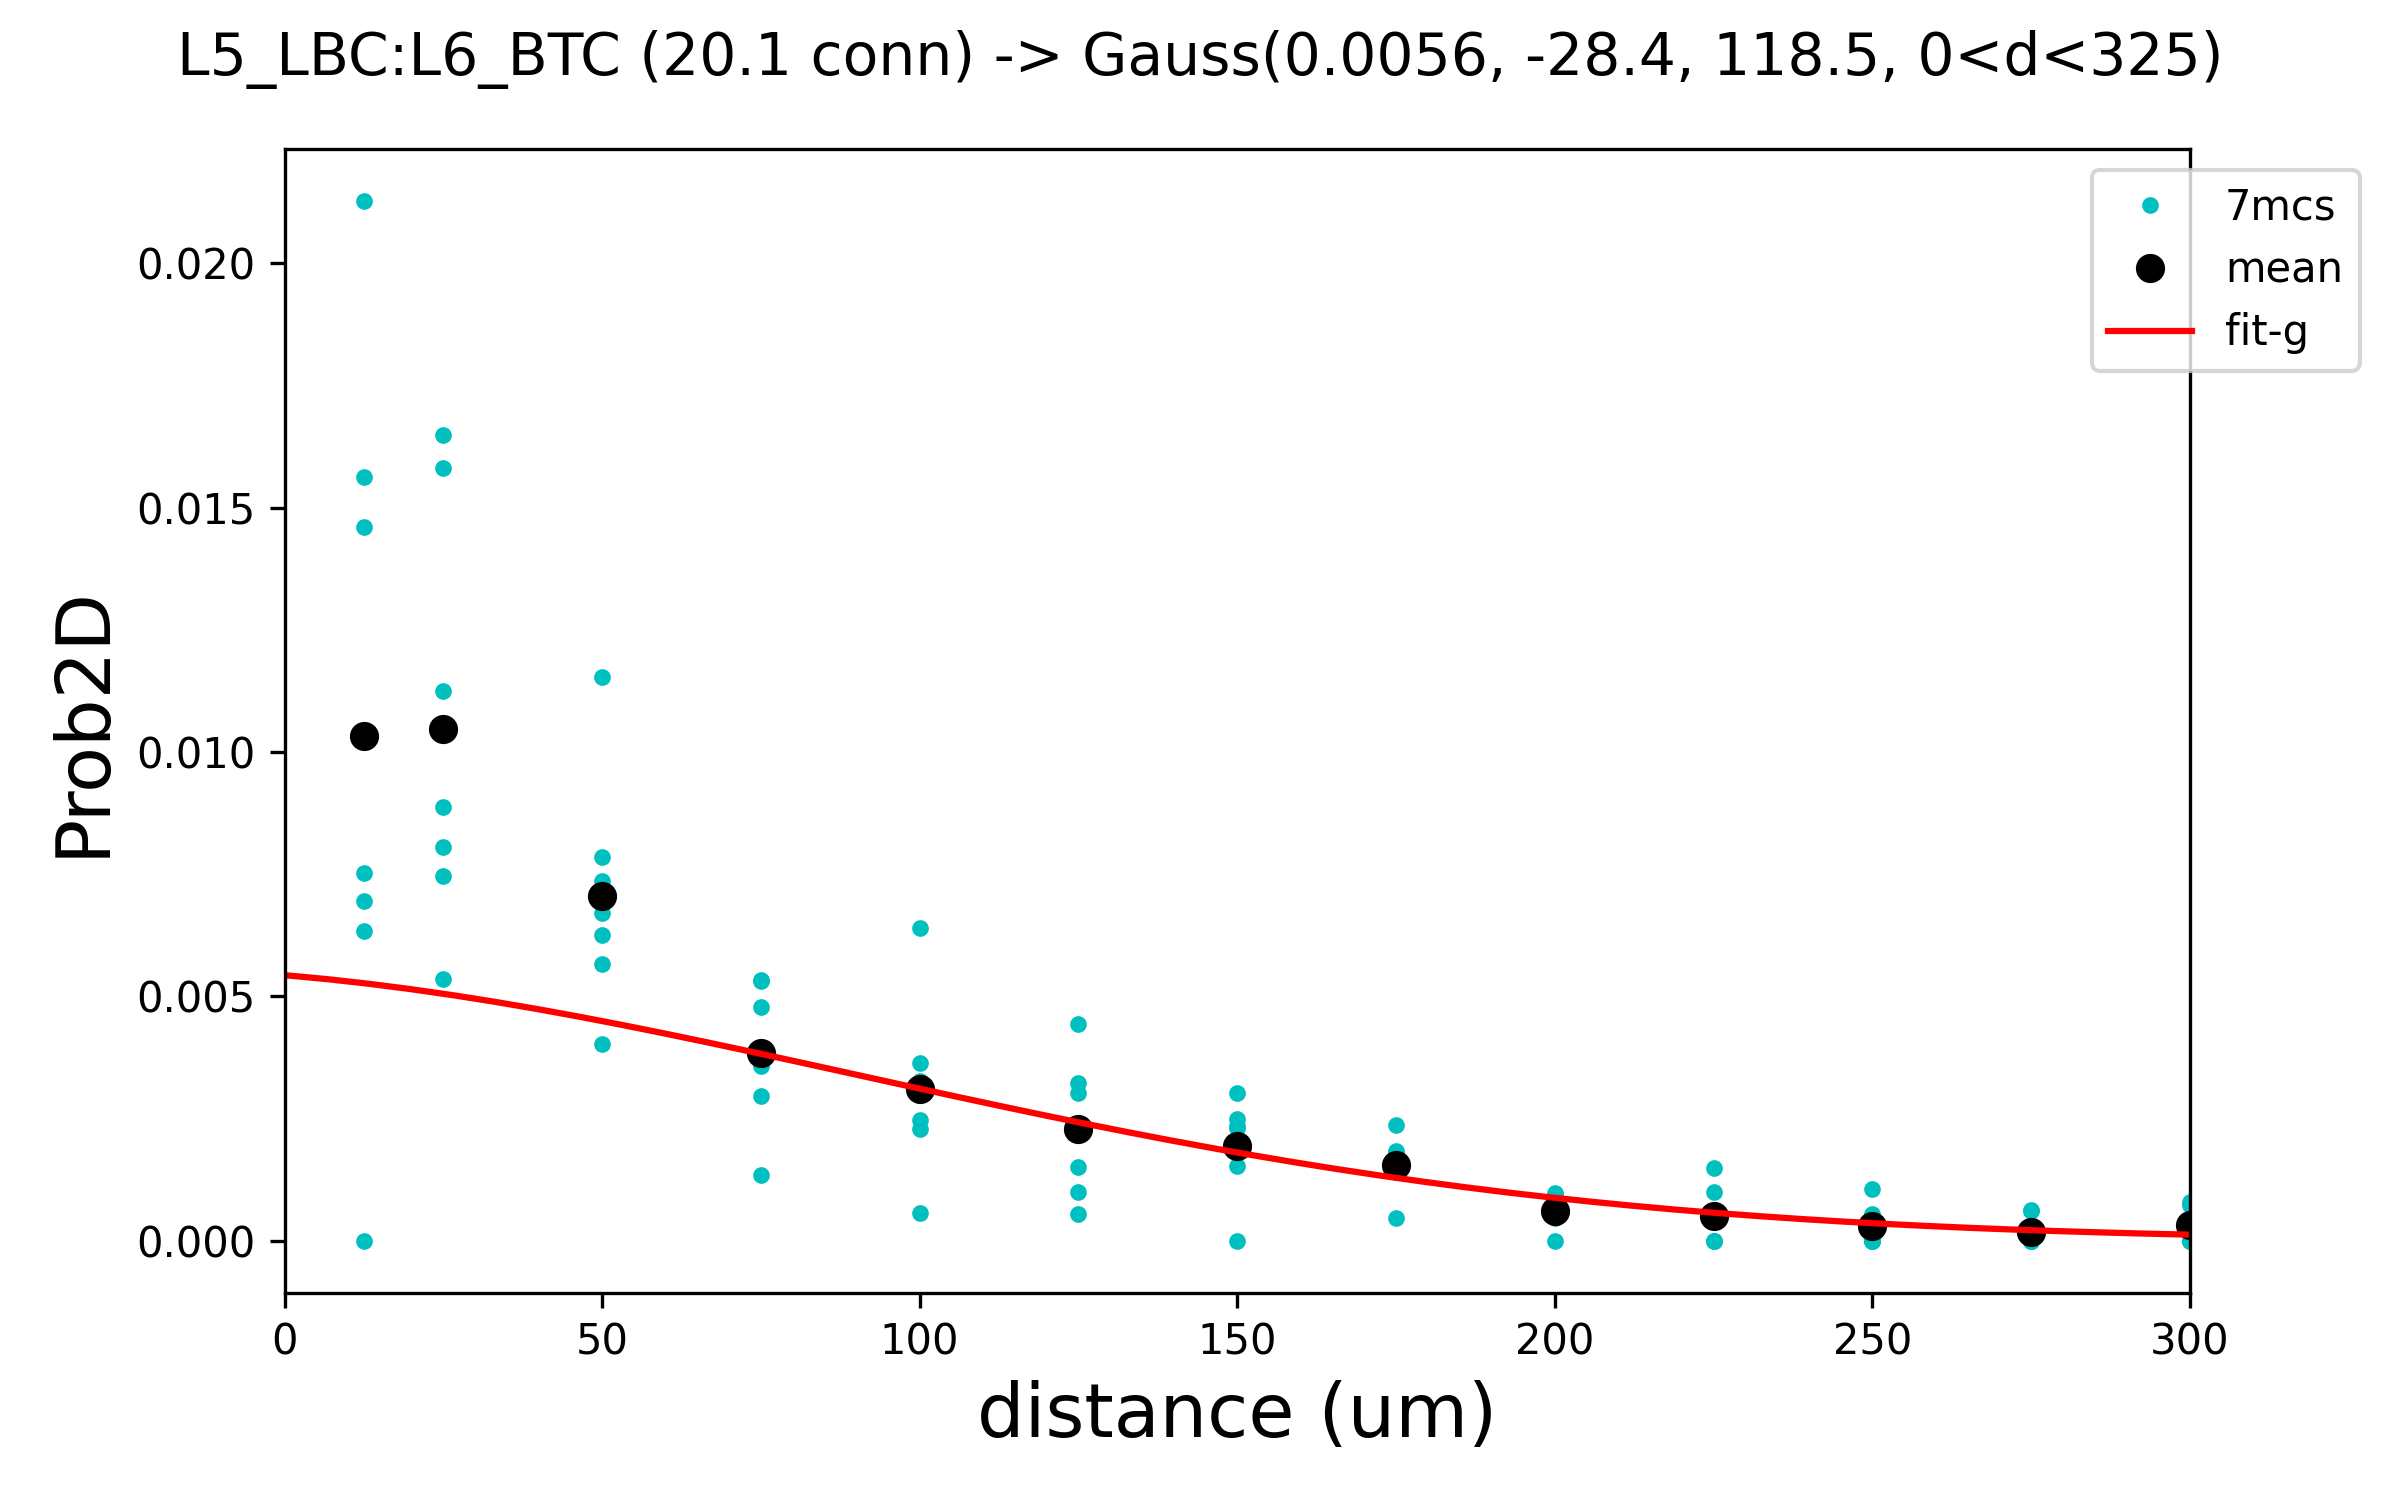 L5_LBC:L6_BTC (20.1 conn) -> Gauss(0.0056, -28.4, 118.5, 0<d<325)
7mcs
mean
fit-g
Prob2D
0.020
0.015
0.010
0.005
0.000
0
50
100
150
200
250
300
distance (um)